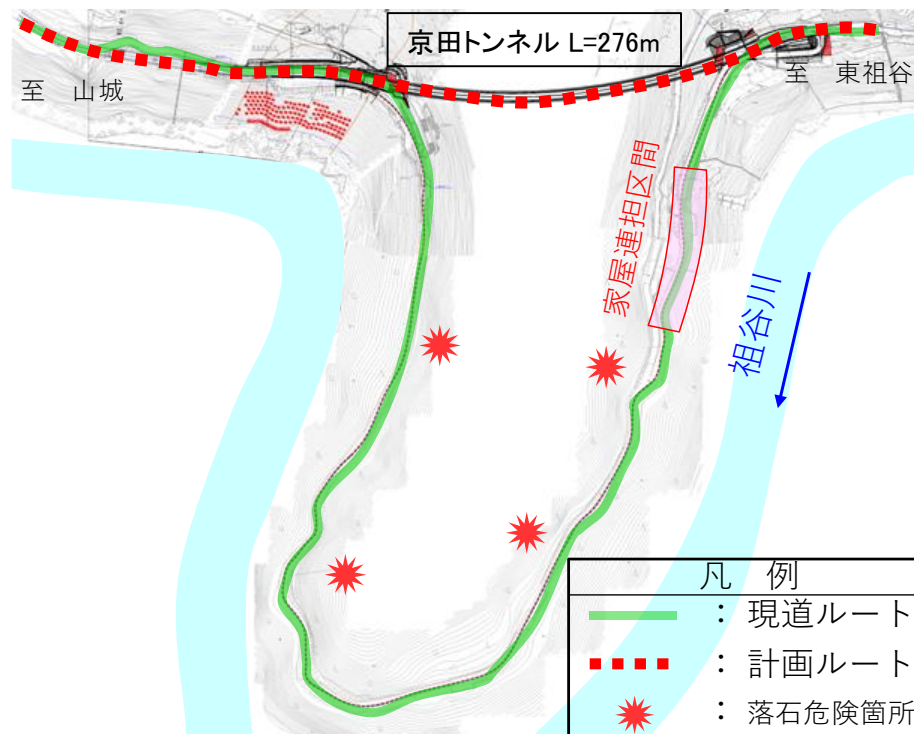 京田トンネル L=276m
至 山城
至 東祖谷
家屋連担区間
祖谷川
凡 例
： 現道ルート
： 計画ルート
： 落石危険箇所